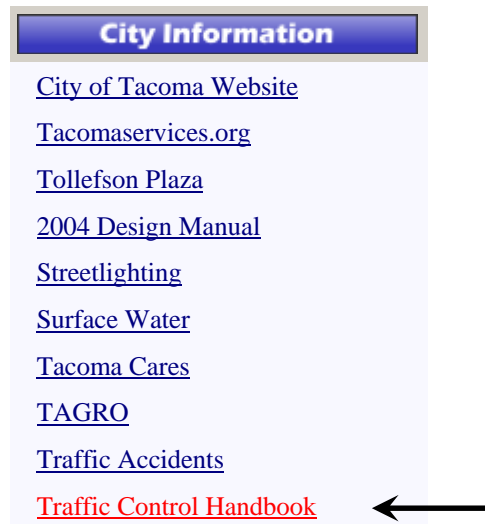 City Information
City of Tacoma Website
Tacomaservices.org
Tollefson Plaza
2004 Design Manual
Streetlighting
Surface Water
Tacoma Cares
TAGRO
Traffic Accidents
Traffic Control Handbook